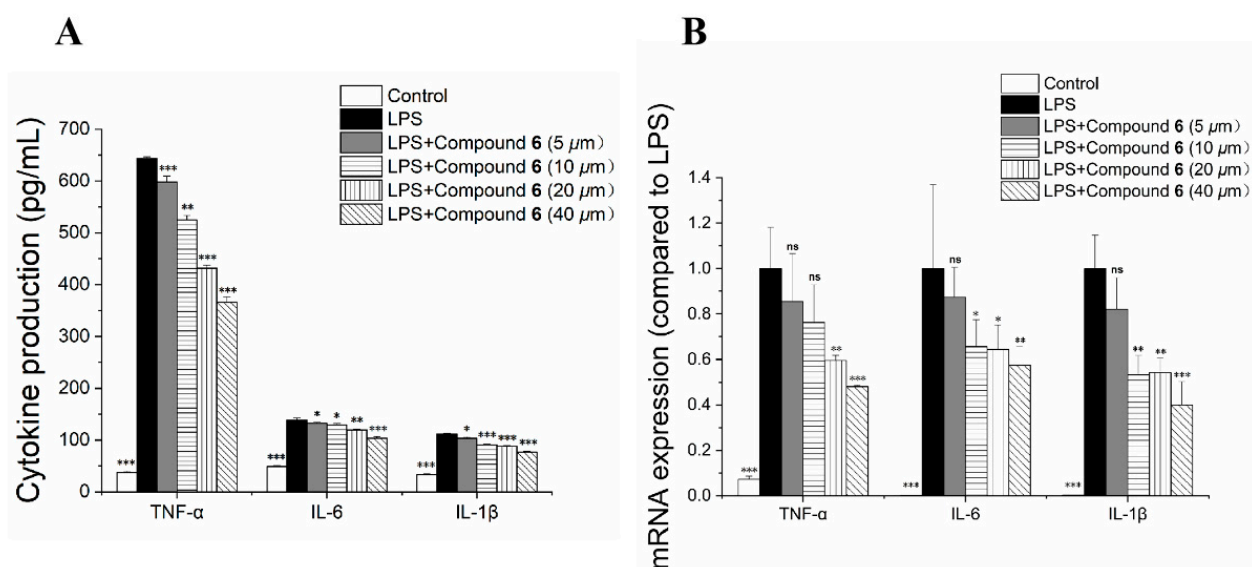 A
Control
LPS
LPS+Compound 6 (5 μm)
LPS+Compound 6 (10 μm)
LPS+Compound 6 (20 μm)
LPS+Compound 6 (40 μm)
Cytokine production (pg/mL)
700
600
500
400
300
200
100
0
*** *** ** *** ***
*** * * ** ***
*** * *** *** ***
TNF-α IL-6 IL-1β
B
Control
LPS
LPS+Compound 6 (5 μm)
LPS+Compound 6 (10 μm)
LPS+Compound 6 (20 μm)
LPS+Compound 6 (40 μm)
mRNA expression (compared to LPS)
1.4
1.2
1.0
0.8
0.6
0.4
0.2
0.0
*** ns ns ** ***
*** ns * * **
*** ns ** ** ***
TNF-α IL-6 IL-1β